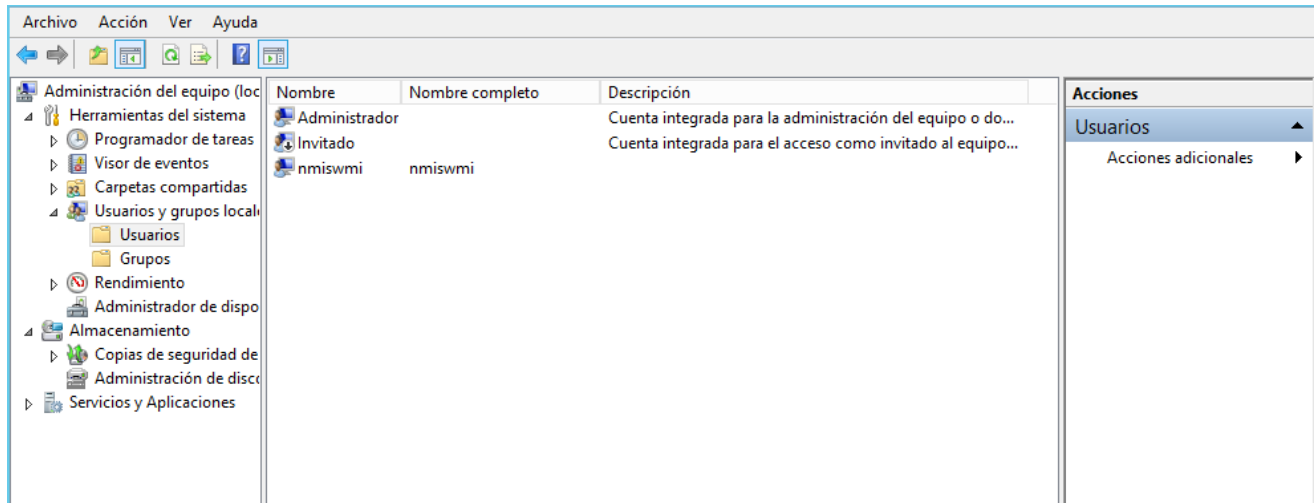 Archivo Acción Ver Ayuda
Administración del equipo (loc
Herramientas del sistema
Programador de tareas
Visor de eventos
Carpetas compartidas
Usuarios y grupos local
Usuarios
Grupos
Rendimiento
Administrador de dispo
Almacenamiento
Copias de seguridad de
Administración de disc
Servicios y Aplicaciones
Nombre Nombre completo Descripción
Administrador Cuenta integrada para la administración del equipo o do...
Invitado Cuenta integrada para el acceso como invitado al equipo...
nmiswmi nmiswmi
Acciones
Usuarios
Acciones adicionales